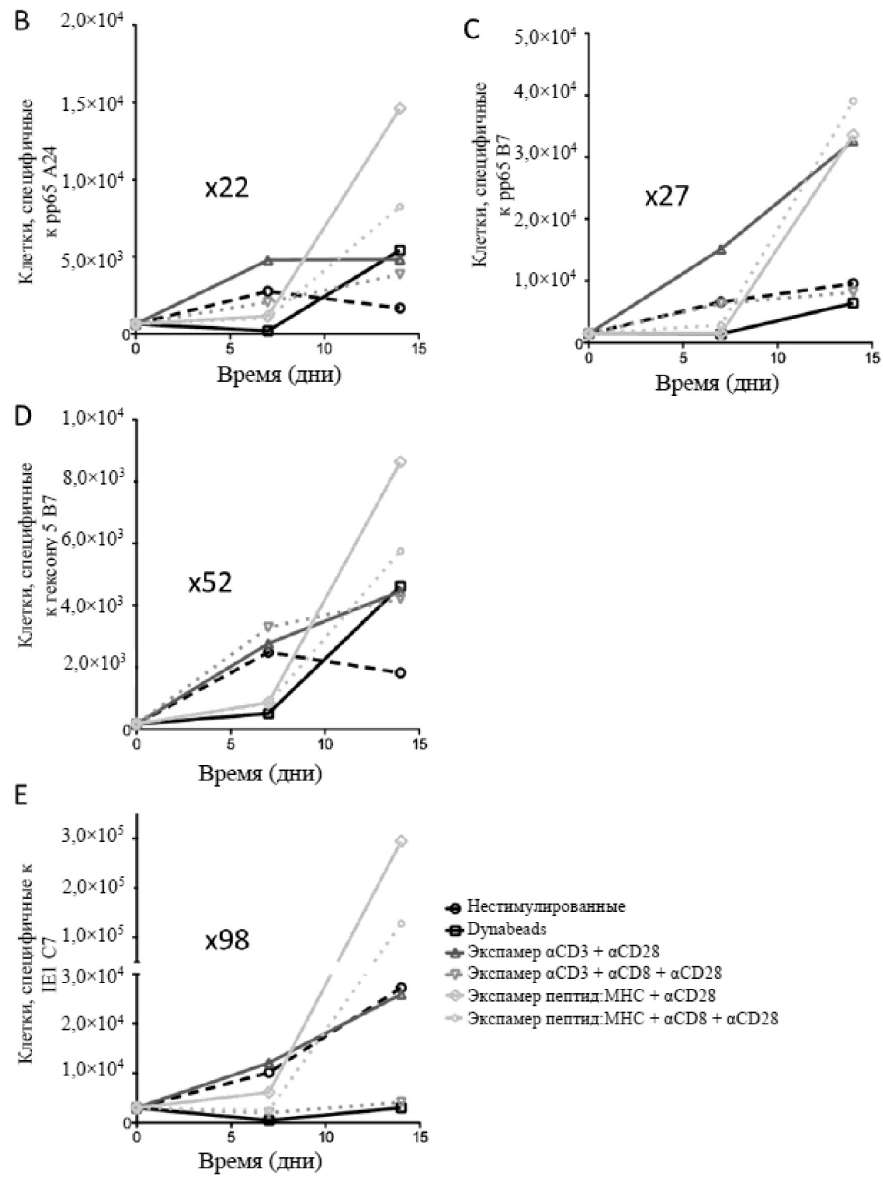 B
Клетки, специфичные
к pp65 A24
2,0×10⁴
1,5×10⁴
1,0×10⁴
5,0×10³
0
x22
0 5 10 15
Время (дни)
C
Клетки, специфичные
к pp65 B7
5,0×10⁴
4,0×10⁴
3,0×10⁴
2,0×10⁴
1,0×10⁴
0
x27
0 5 10 15
Время (дни)
D
Клетки, специфичные
к гексону 5 B7
1,0×10⁴
8,0×10³
6,0×10³
4,0×10³
2,0×10³
0
x52
0 5 10 15
Время (дни)
E
Клетки, специфичные к
IE1 C7
3,0×10⁵
2,0×10⁵
1,0×10⁵
3,0×10⁴
2,0×10⁴
1,0×10⁴
0
x98
0 5 10 15
Время (дни)
Нестимулированные
Dynabeads
Экспамер αCD3 + αCD28
Экспамер αCD3 + αCD8 + αCD28
Экспамер пептид:MHC + αCD28
Экспамер пептид:MHC + αCD8 + αCD28